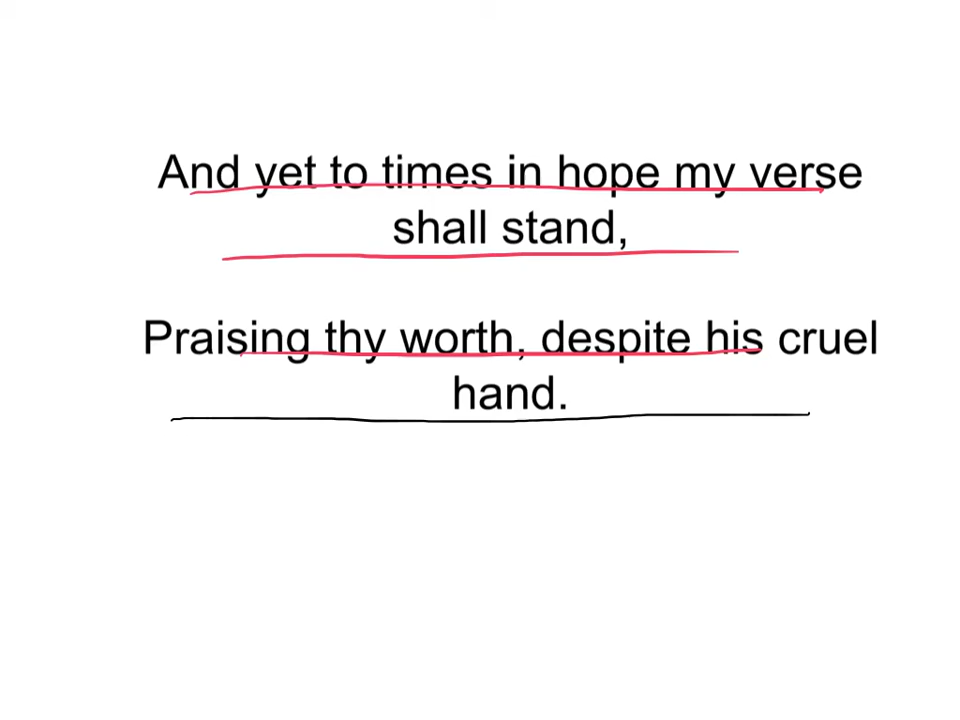 And yet to times in hope my verse
shall stand,
Praising thy worth, despite his cruel
hand.